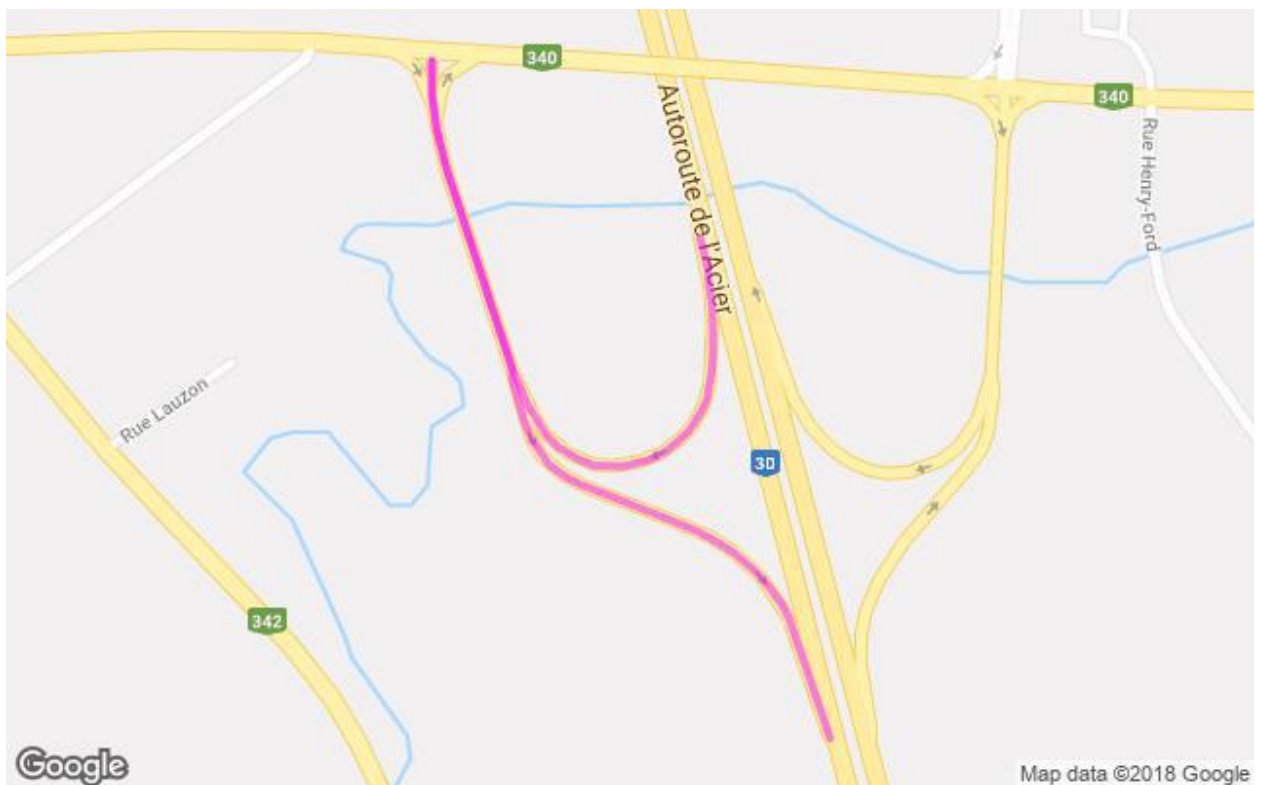 340
340
Autoroute de l'Acier
Rue Henry-Ford
Rue Lauzon
30
342
Google
Map data ©2018 Google